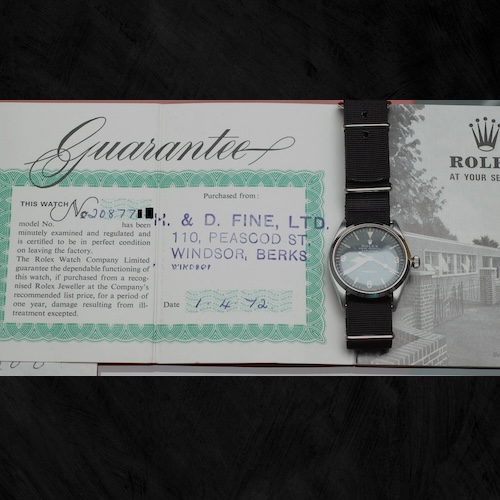 Guarantee
THIS WATCH No 20877
model No. has been
minutely examined and regulated and
is certified to be in perfect condition
on leaving the factory.
The Rolex Watch Company Limited
guarantee the dependable functioning of
this watch, if purchased from a recog-
nised Rolex Jeweller at the Company's
recommended list price, for a period of
one year, damage resulting from ill-
treatment excepted.
Purchased from:
H. & D. FINE, LTD.
110, PEASCOD ST,
WINDSOR, BERKS.
WINDSOR
Date 1.4.72
ROLEX
AT YOUR SE